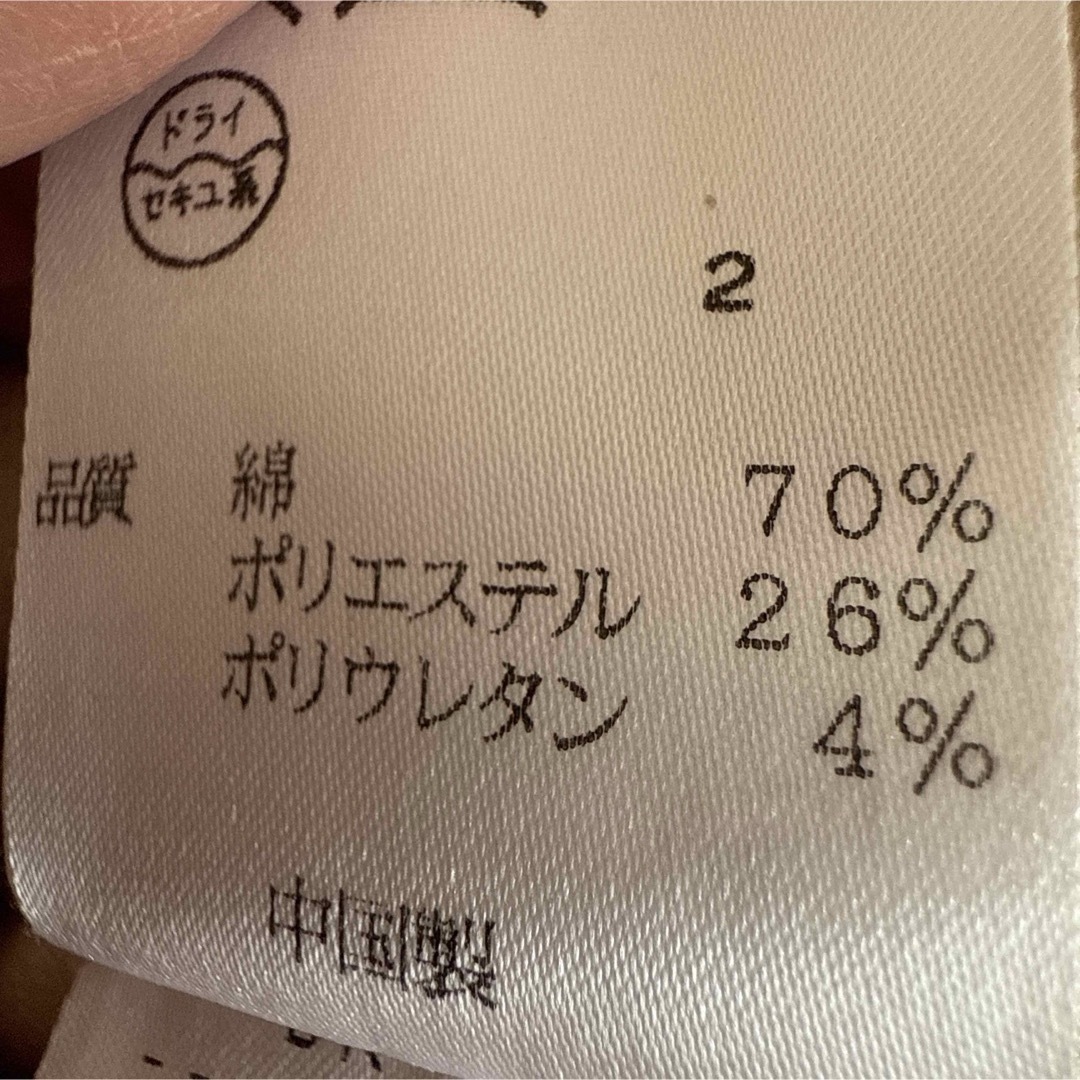 ドライ
セキユ系
2
品質 綿 70%
ポリエステル 26%
ポリウレタン 4%
中国製